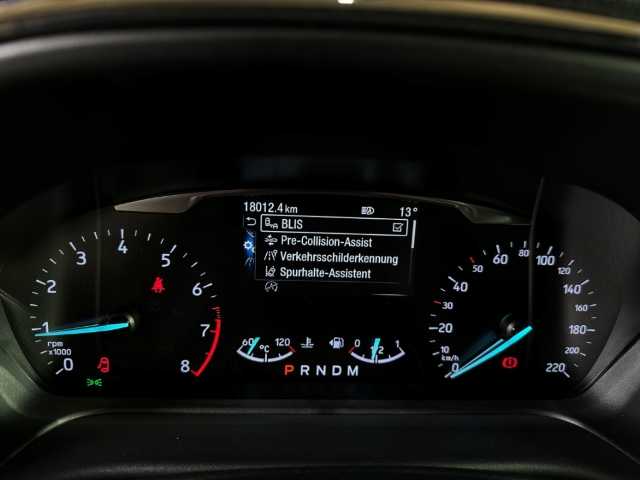 18012.4 km 13°
BLIS
Pre-Collision-Assist
Verkehrsschilderkennung
Spurhalte-Assistent
0 1 2 3 4 5 6 7 8
rpm
x1000
60 °C 120
0 1/2 1
P R N D M
0 10 20 30 40 50 60 80 100 120 140 160 180 200 220
km/h